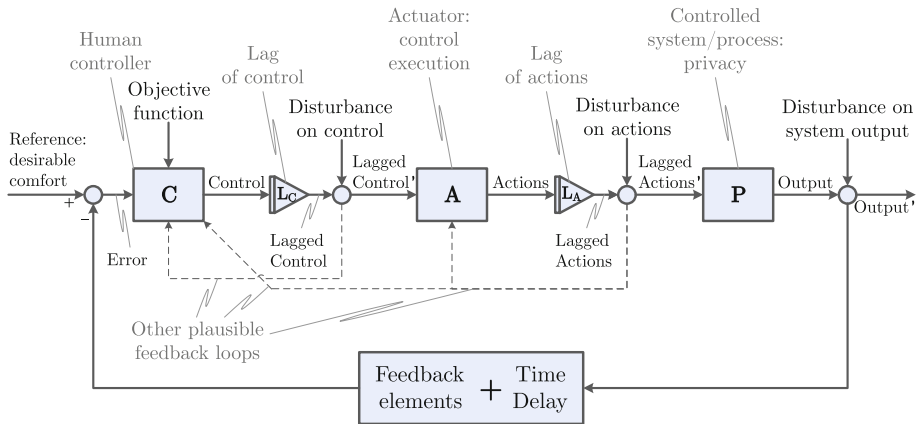 Human
controller
Lag
of control
Actuator:
control
execution
Lag
of actions
Controlled
system/process:
privacy
Objective
function
Disturbance
on control
Disturbance
on actions
Disturbance on
system output
Reference:
desirable
comfort
+
−
C
Control
L_C
Lagged
Control'
A
Actions
L_A
Lagged
Actions'
P
Output
Output'
Error
Lagged
Control
Lagged
Actions
Other plausible
feedback loops
Feedback
elements
+
Time
Delay